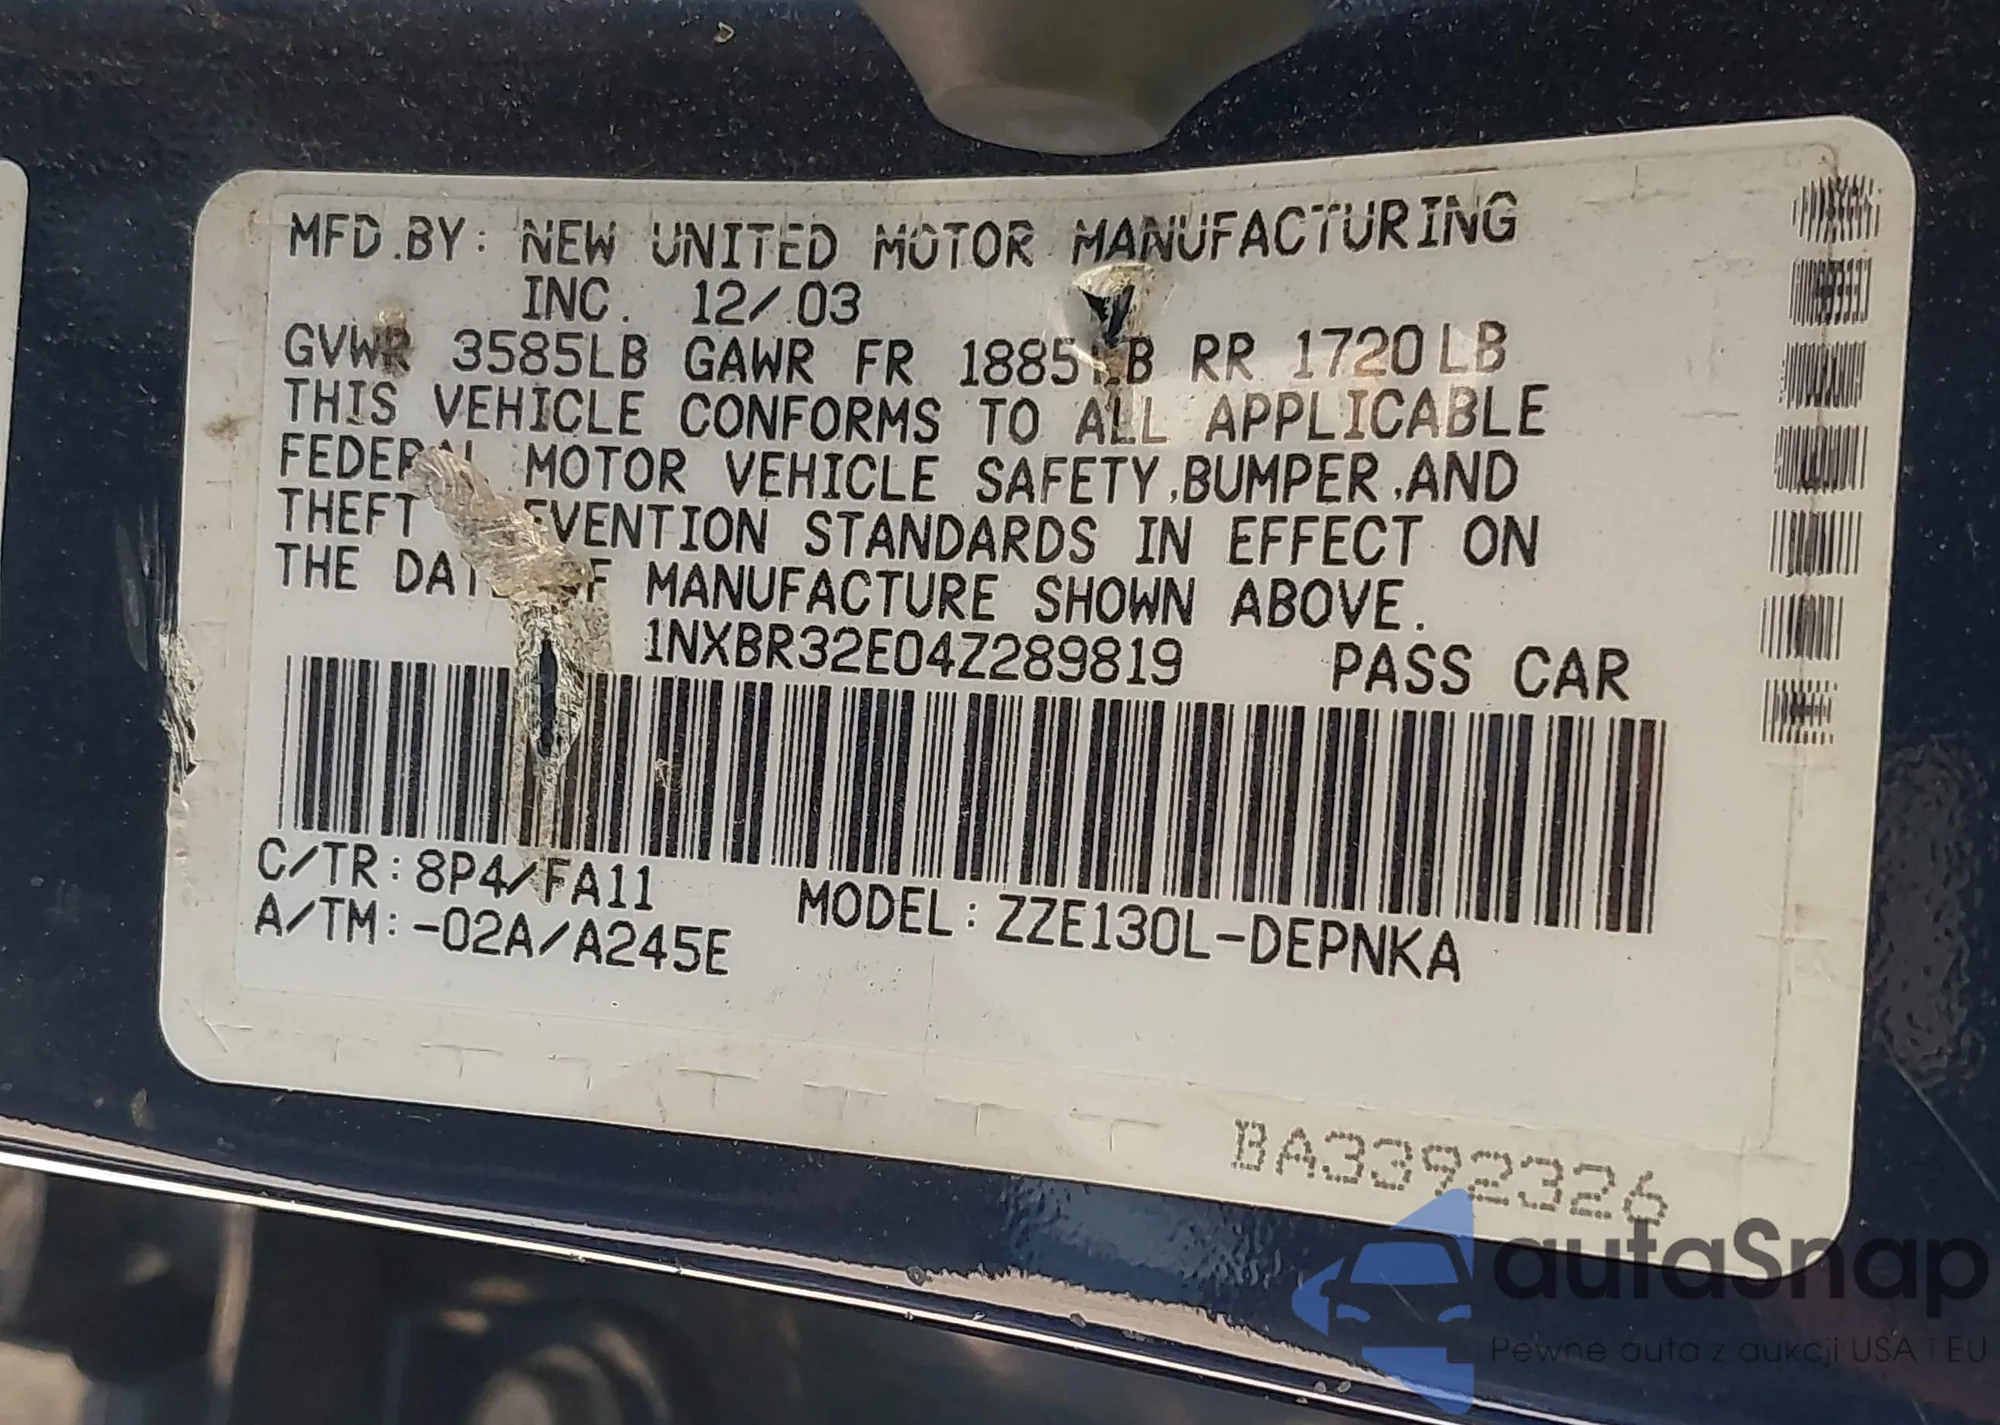 MFD.BY: NEW UNITED MOTOR MANUFACTURING
INC. 12/03
GVWR 3585LB GAWR FR 1885LB RR 1720LB
THIS VEHICLE CONFORMS TO ALL APPLICABLE
FEDERAL MOTOR VEHICLE SAFETY,BUMPER,AND
THEFT EVENTION STANDARDS IN EFFECT ON
THE DAT F MANUFACTURE SHOWN ABOVE.
1NXBR32E04Z289819 PASS CAR
C/TR:8P4/FA11
A/TM:-02A/A245E MODEL:ZZE130L-DEPNKA
BA3392326
autaSnap
Pewne auta z aukcji USA i EU